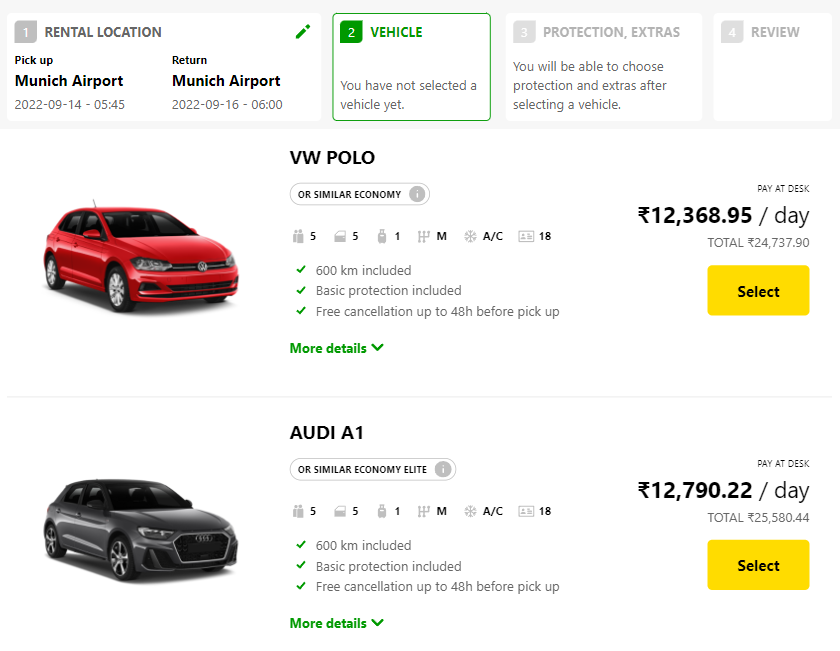 1 RENTAL LOCATION
Pick up
Munich Airport
2022-09-14 - 05:45
Return
Munich Airport
2022-09-16 - 06:00
2 VEHICLE
You have not selected a
vehicle yet.
3 PROTECTION, EXTRAS
You will be able to choose
protection and extras after
selecting a vehicle.
4 REVIEW
VW POLO
OR SIMILAR ECONOMY i
5 5 1 M A/C 18
600 km included
Basic protection included
Free cancellation up to 48h before pick up
More details
PAY AT DESK
₹12,368.95 / day
TOTAL ₹24,737.90
Select
AUDI A1
OR SIMILAR ECONOMY ELITE i
5 5 1 M A/C 18
600 km included
Basic protection included
Free cancellation up to 48h before pick up
More details
PAY AT DESK
₹12,790.22 / day
TOTAL ₹25,580.44
Select